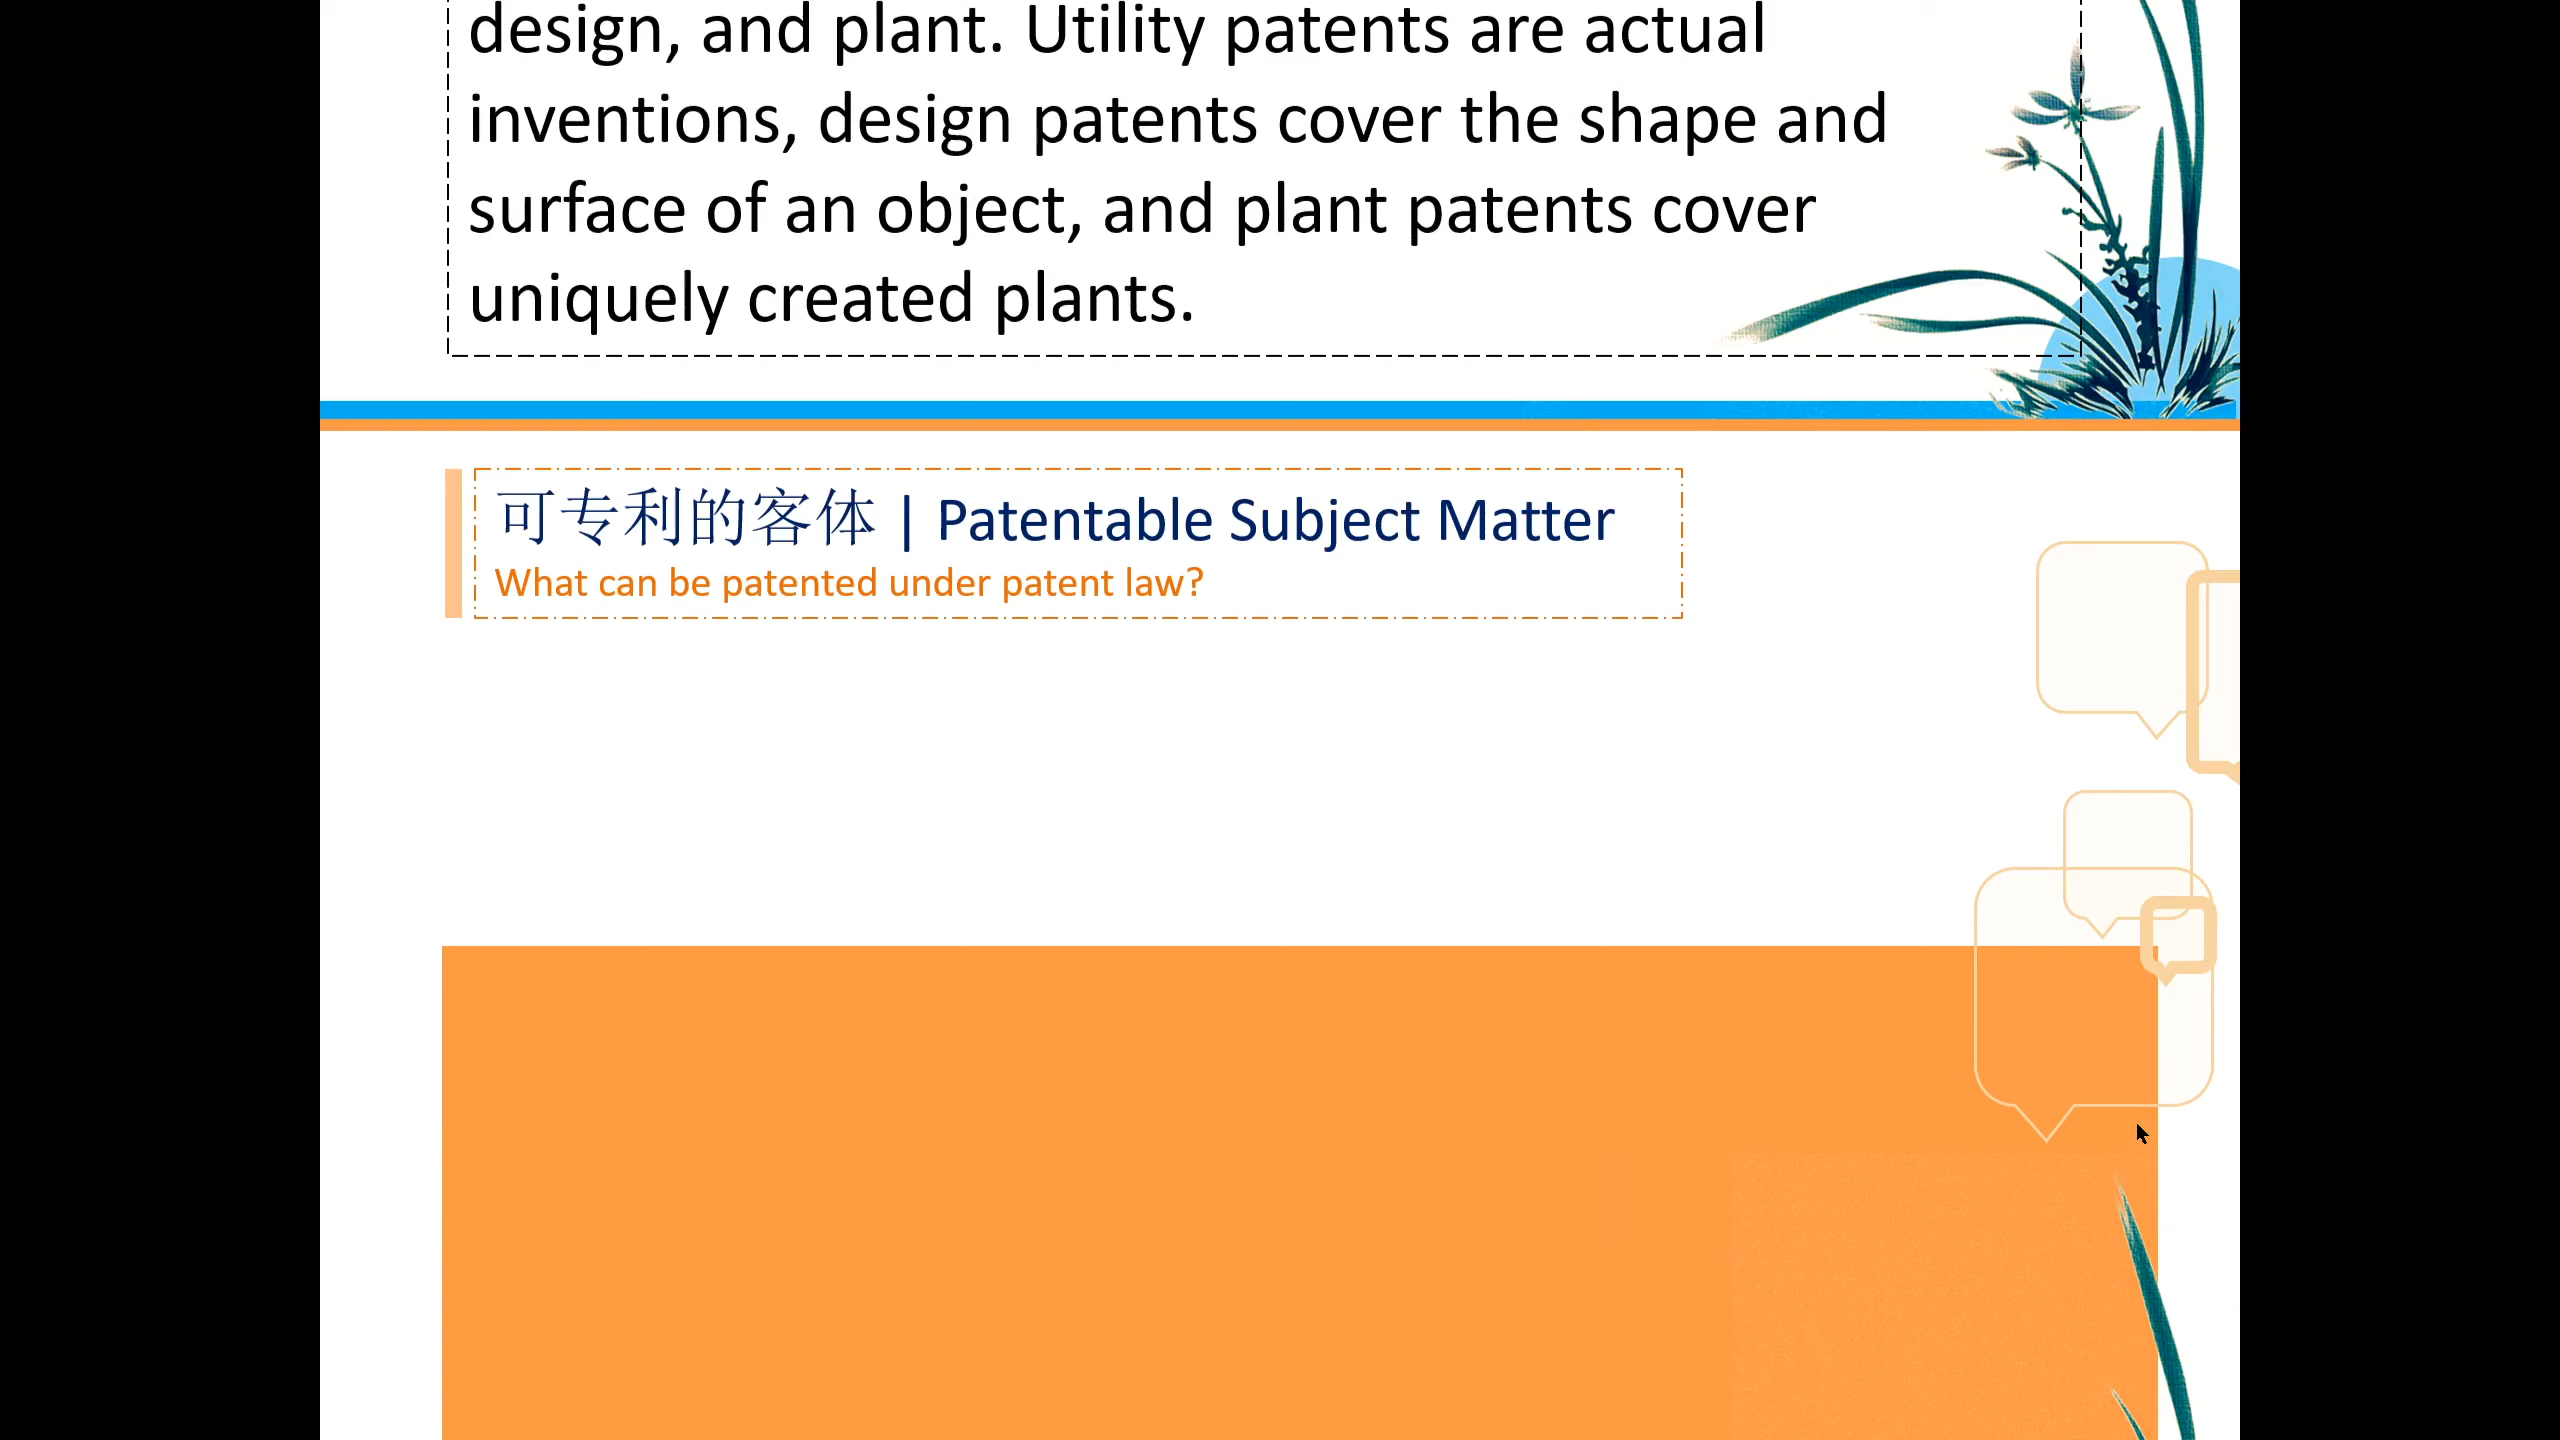 design, and plant. Utility patents are actual
inventions, design patents cover the shape and
surface of an object, and plant patents cover
uniquely created plants.
可专利的客体 | Patentable Subject Matter
What can be patented under patent law?